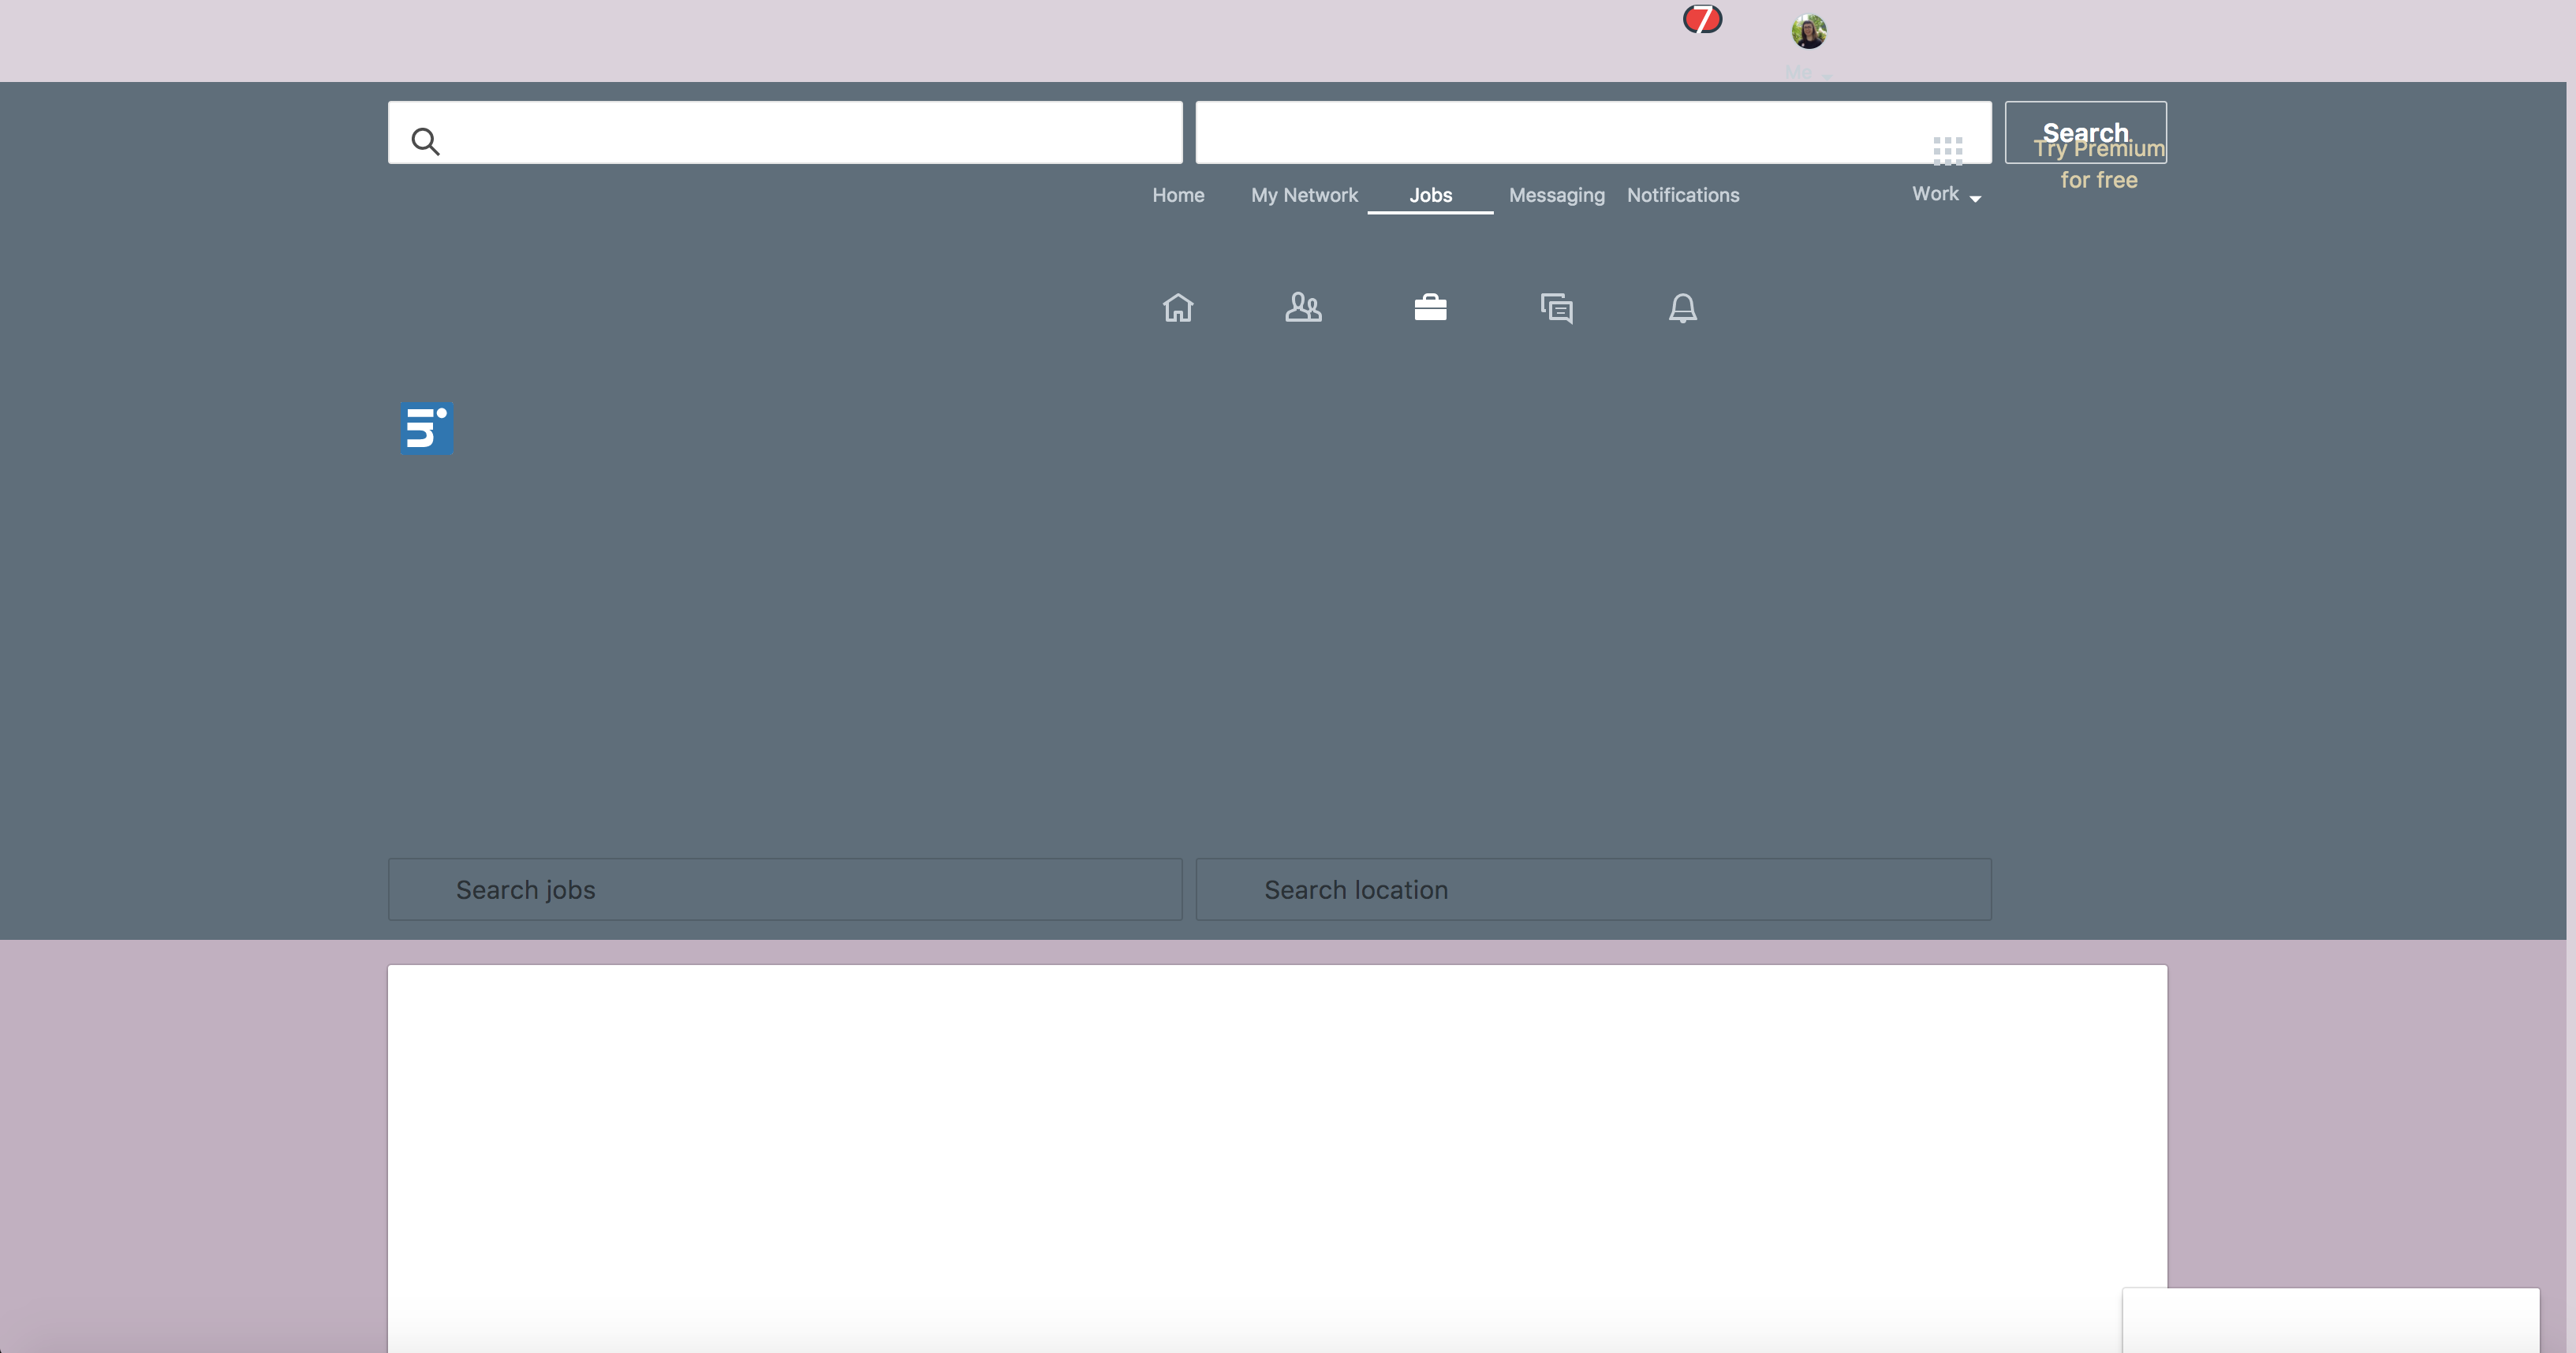 7
Me
Search
Try Premium
for free
Home
My Network
Jobs
Messaging
Notifications
Work
Search jobs
Search location